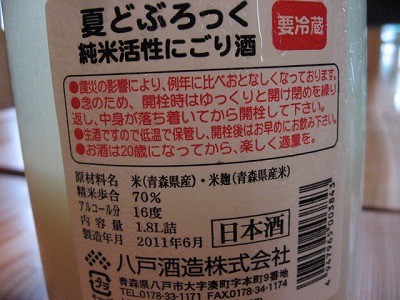 夏どぶろっく
要冷蔵
純米活性にごり酒
●震災の影響により、例年に比べおとなしくなっております。
●念のため、開栓時はゆっくりと開け閉めを繰り
返し、中身が落ち着いてから開栓して下さい。
●生酒ですので低温で保管し、開栓後はお早めにお飲み下さい。
●お酒は20歳になってから、楽しく適量を。
原材料名 米(青森県産)・米麹(青森県産米)
精米歩合 70%
アルコール分 16度
内容量 1.8L詰
製造年月 2011年6月
日本酒
八戸酒造株式会社
青森県八戸市大字湊町字本町9番地
TEL.0178-33-1171 FAX.0178-34-1174
4 947965 003843